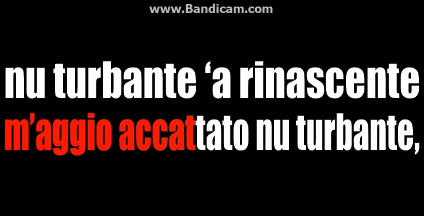 www.Bandicam.com
nu turbante ‘a rinascente
m’aggio accattato nu turbante,